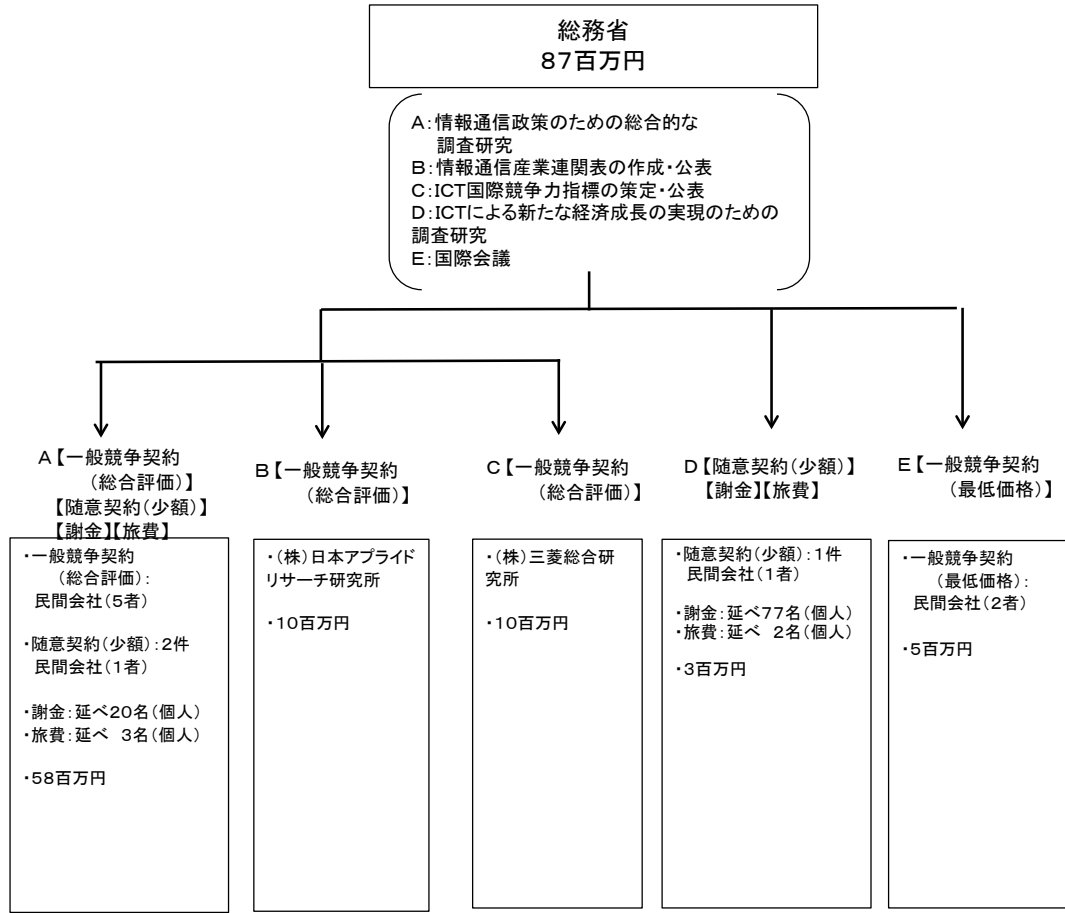 総務省
87百万円
A:情報通信政策のための総合的な
調査研究
B:情報通信産業連関表の作成・公表
C:ICT国際競争力指標の策定・公表
D:ICTによる新たな経済成長の実現のための
調査研究
E:国際会議
A【一般競争契約
(総合評価)】
【随意契約(少額)】
【謝金】【旅費】
・一般競争契約
(総合評価):
民間会社(5者)
・随意契約(少額):2件
民間会社(1者)
・謝金:延べ20名(個人)
・旅費:延べ 3名(個人)
・58百万円
B【一般競争契約
(総合評価)】
・(株)日本アプライド
リサーチ研究所
・10百万円
C【一般競争契約
(総合評価)】
・(株)三菱総合研
究所
・10百万円
D【随意契約(少額)】
【謝金】【旅費】
・随意契約(少額):1件
民間会社(1者)
・謝金:延べ77名(個人)
・旅費:延べ 2名(個人)
・3百万円
E【一般競争契約
(最低価格)】
・一般競争契約
(最低価格):
民間会社(2者)
・5百万円